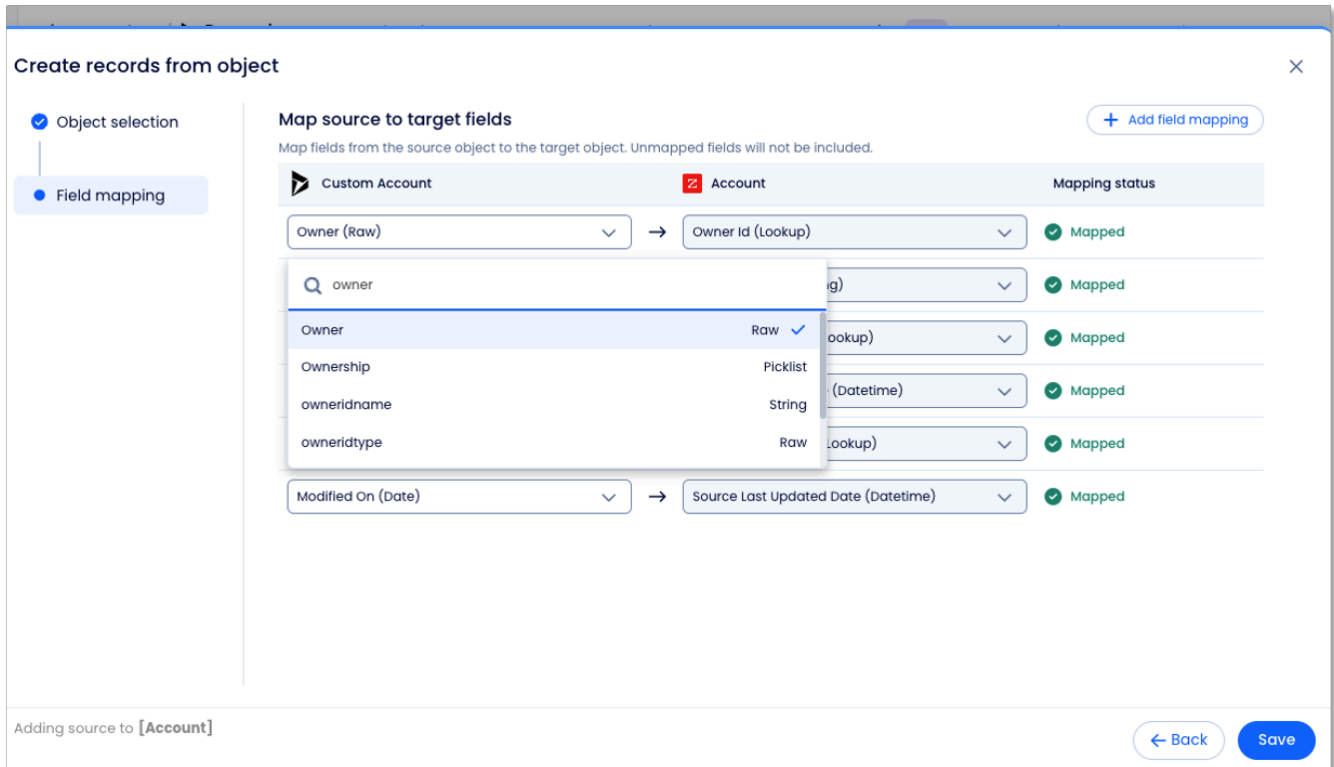 Create records from object
Object selection
Field mapping
Map source to target fields
+ Add field mapping
Map fields from the source object to the target object. Unmapped fields will not be included.
Custom Account
Account
Mapping status
Owner (Raw)
Owner Id (Lookup)
Mapped
owner
g)
Mapped
Owner Raw
ookup)
Mapped
Ownership Picklist
(Datetime)
Mapped
owneridname String
owneridtype Raw
Lookup)
Mapped
Modified On (Date)
Source Last Updated Date (Datetime)
Mapped
Adding source to [Account]
Back
Save